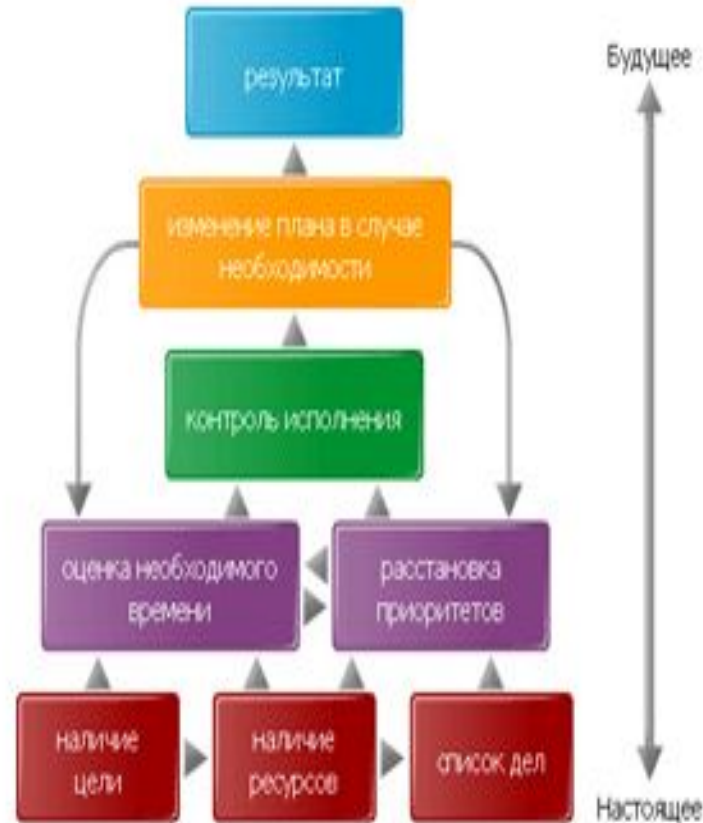 результат
Будущее
изменение плана в случае
необходимости
контроль исполнения
оценка необходимого
времени
расстановка
приоритетов
наличие
цели
наличие
ресурсов
список дел
Настоящее